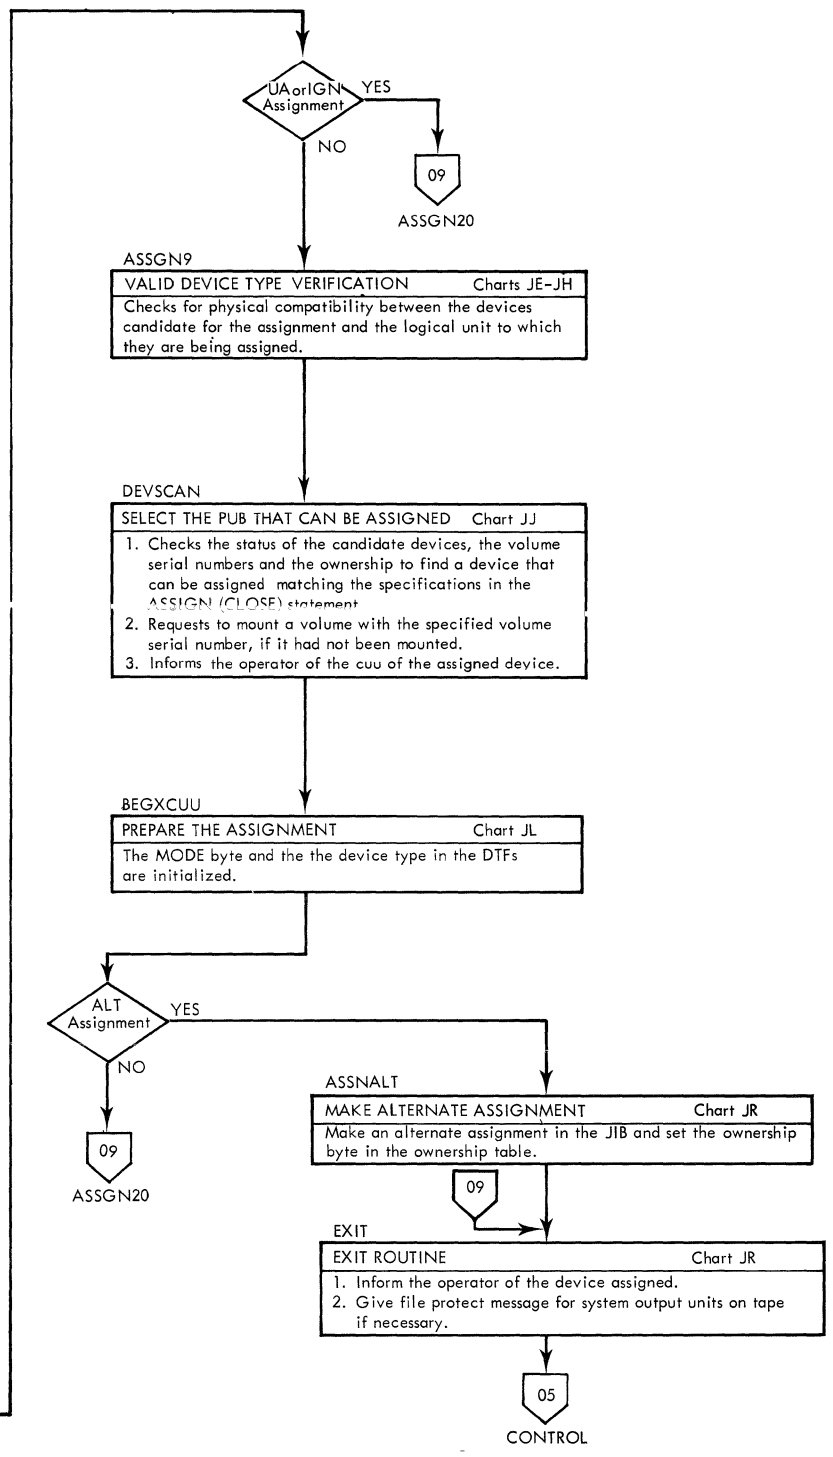 UA or IGN
Assignment
YES
NO
09
ASSGN20
ASSGN9
VALID DEVICE TYPE VERIFICATION Charts JE-JH
Checks for physical compatibility between the devices
candidate for the assignment and the logical unit to which
they are being assigned.
DEVSCAN
SELECT THE PUB THAT CAN BE ASSIGNED Chart JJ
1. Checks the status of the candidate devices, the volume
serial numbers and the ownership to find a device that
can be assigned matching the specifications in the
ASSIGN (CLOSE) statement
2. Requests to mount a volume with the specified volume
serial number, if it had not been mounted.
3. Informs the operator of the cuu of the assigned device.
BEGXCUU
PREPARE THE ASSIGNMENT Chart JL
The MODE byte and the the device type in the DTFs
are initialized.
ALT
Assignment
YES
NO
09
ASSGN20
ASSNALT
MAKE ALTERNATE ASSIGNMENT Chart JR
Make an alternate assignment in the JIB and set the ownership
byte in the ownership table.
09
EXIT
EXIT ROUTINE Chart JR
1. Inform the operator of the device assigned.
2. Give file protect message for system output units on tape
if necessary.
05
CONTROL